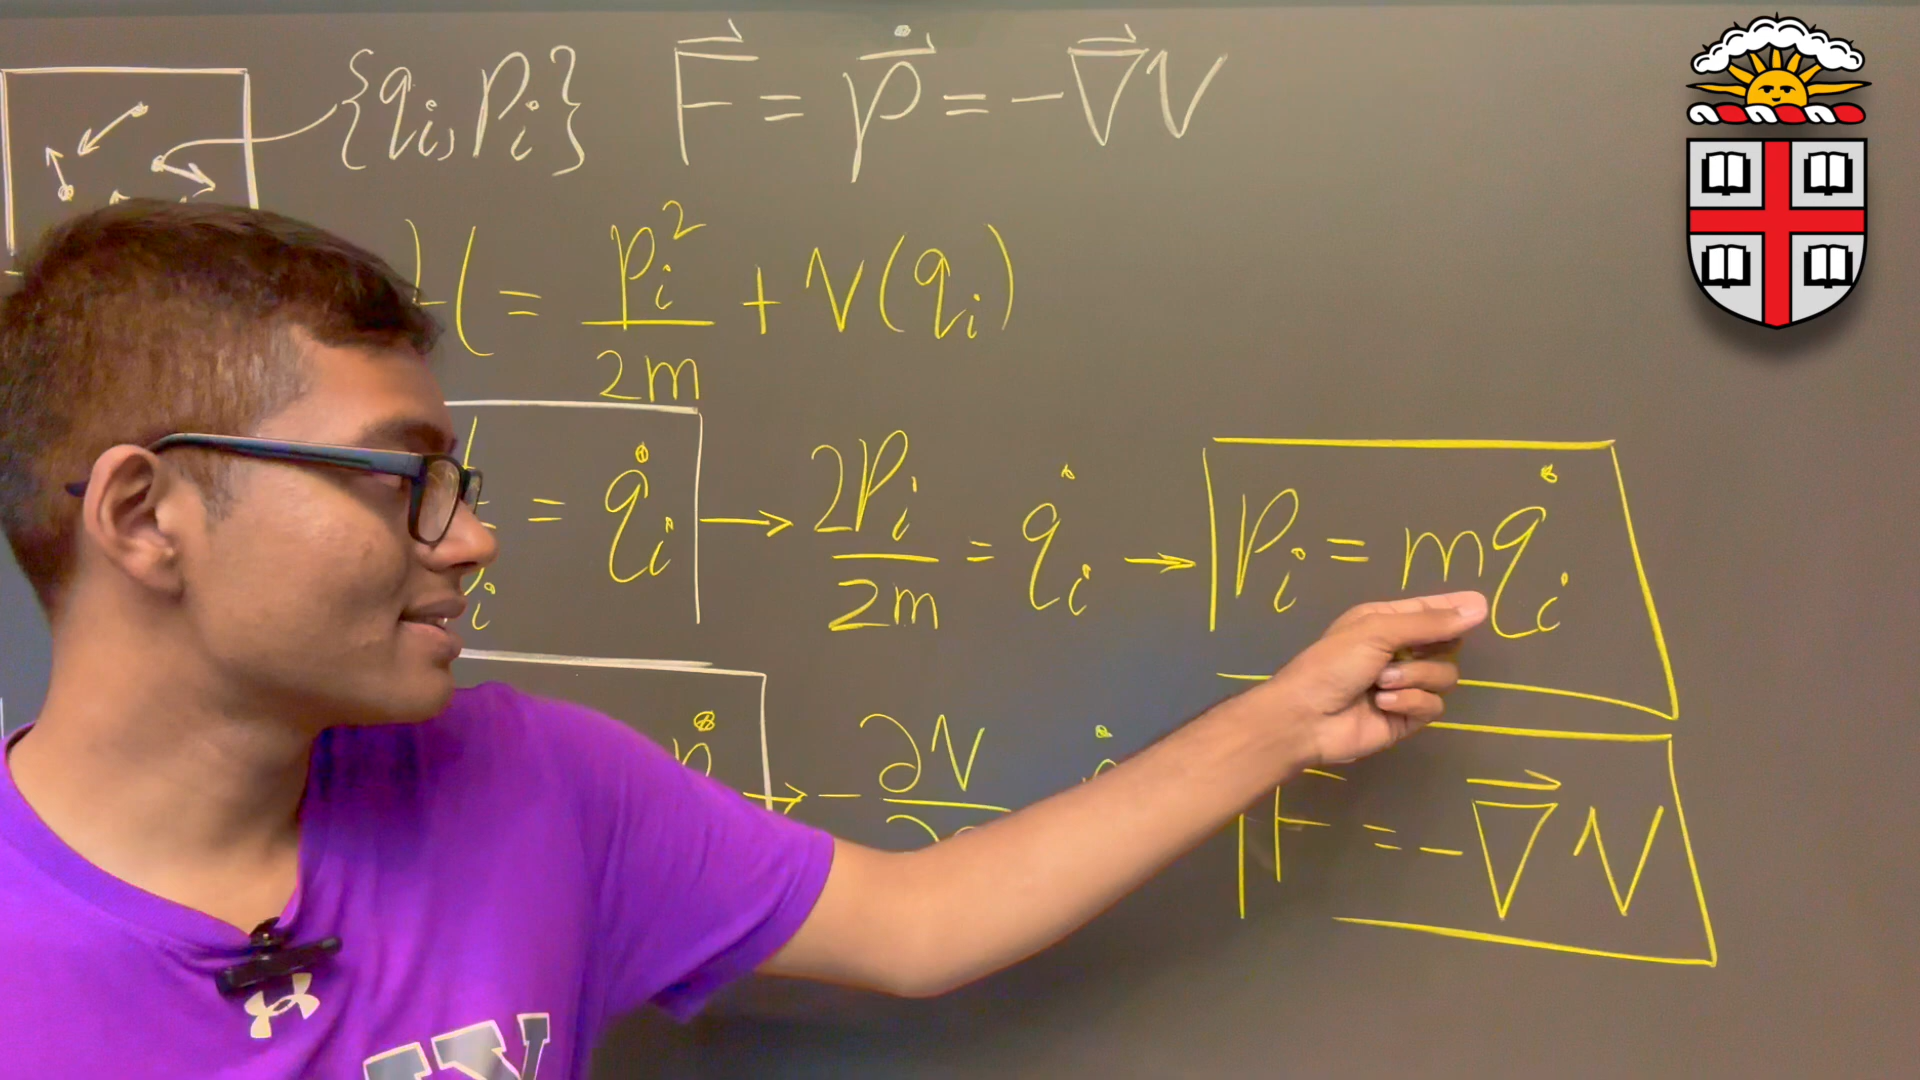 {qᵢ, pᵢ} F⃗ = ṗ⃗ = -∇⃗V
H = pᵢ²/2m + V(qᵢ)
= q̇ᵢ → 2Pᵢ/2m = q̇ᵢ → Pᵢ = mq̇ᵢ
→ - ∂V
F = -∇⃗V